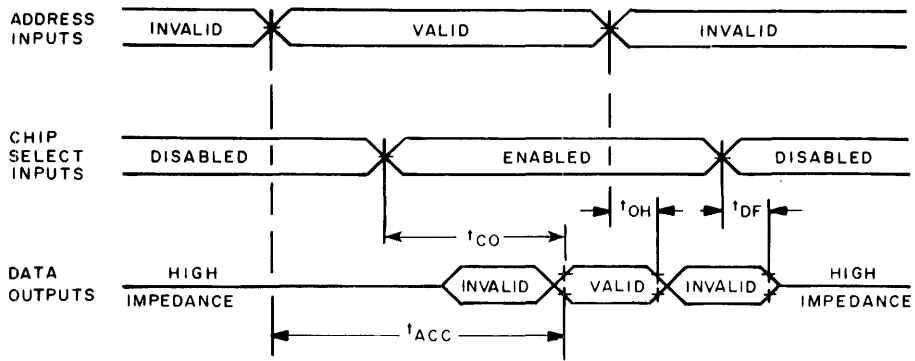 ADDRESS
INPUTS
INVALID
VALID
INVALID
CHIP
SELECT
INPUTS
DISABLED
ENABLED
DISABLED
tOH
tDF
tCO
DATA
OUTPUTS
HIGH
IMPEDANCE
INVALID
VALID
INVALID
HIGH
IMPEDANCE
tACC